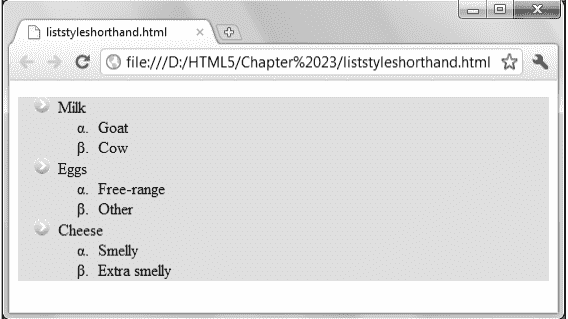 liststyleshorthand.html
file:///D:/HTML5/Chapter%2023/liststyleshorthand.html
Milk
α. Goat
β. Cow
Eggs
α. Free-range
β. Other
Cheese
α. Smelly
β. Extra smelly